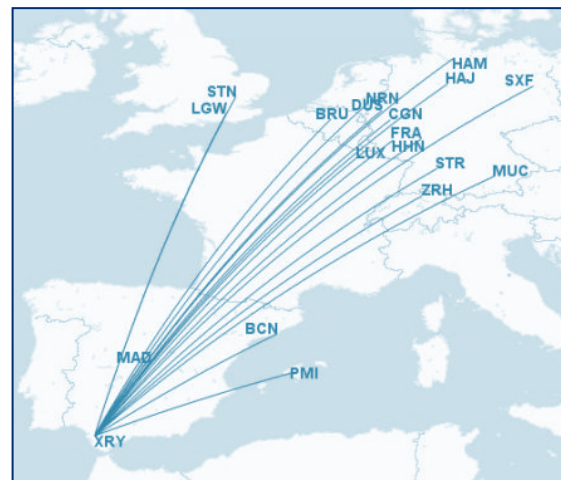 HAM
HAJ
SXF
STN
LGW
NRN
DUS
BRU
CGN
FRA
HHN
LUX
STR
MUC
ZRH
BCN
MAD
PMI
XRY